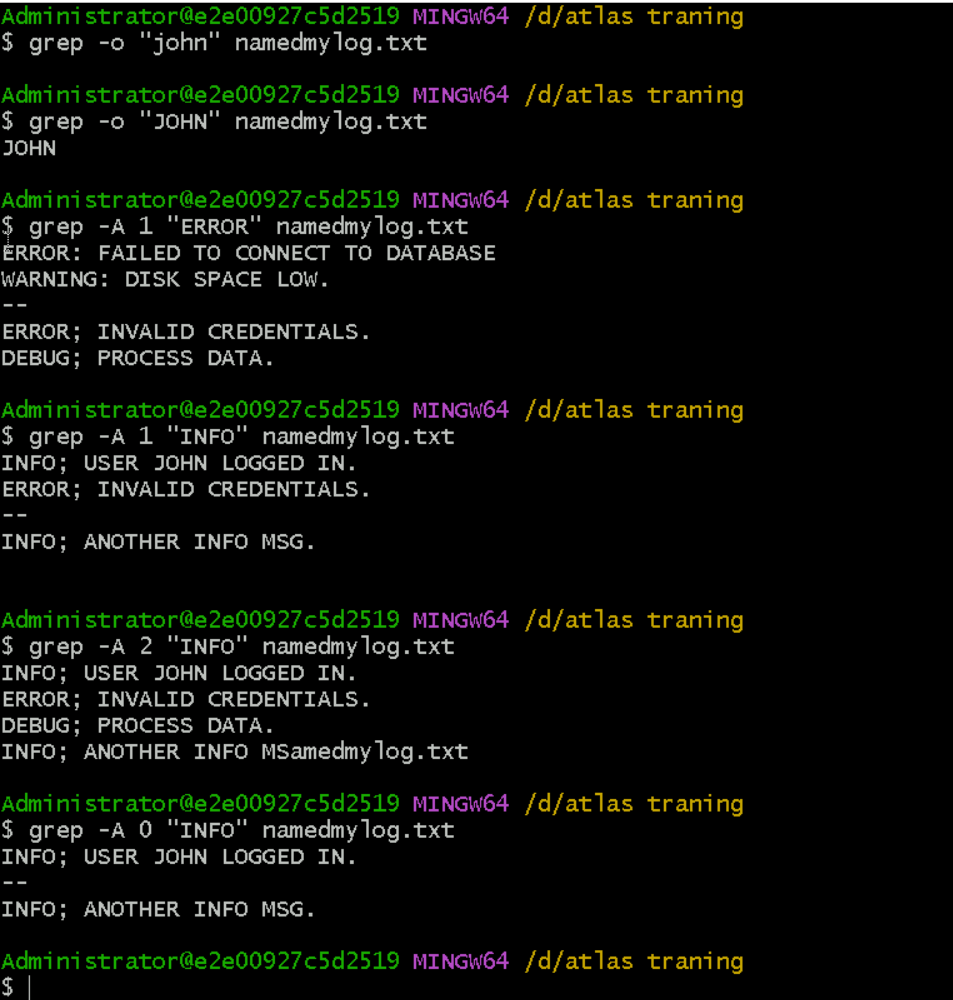 Administrator@e2e00927c5d2519 MINGW64 /d/atlas traning
$ grep -o "john" namedmylog.txt
Administrator@e2e00927c5d2519 MINGW64 /d/atlas traning
$ grep -o "JOHN" namedmylog.txt
JOHN
Administrator@e2e00927c5d2519 MINGW64 /d/atlas traning
$ grep -A 1 "ERROR" namedmylog.txt
ERROR: FAILED TO CONNECT TO DATABASE
WARNING: DISK SPACE LOW.
--
ERROR; INVALID CREDENTIALS.
DEBUG; PROCESS DATA.
Administrator@e2e00927c5d2519 MINGW64 /d/atlas traning
$ grep -A 1 "INFO" namedmylog.txt
INFO; USER JOHN LOGGED IN.
ERROR; INVALID CREDENTIALS.
--
INFO; ANOTHER INFO MSG.
Administrator@e2e00927c5d2519 MINGW64 /d/atlas traning
$ grep -A 2 "INFO" namedmylog.txt
INFO; USER JOHN LOGGED IN.
ERROR; INVALID CREDENTIALS.
DEBUG; PROCESS DATA.
INFO; ANOTHER INFO MSamedmylog.txt
Administrator@e2e00927c5d2519 MINGW64 /d/atlas traning
$ grep -A 0 "INFO" namedmylog.txt
INFO; USER JOHN LOGGED IN.
--
INFO; ANOTHER INFO MSG.
Administrator@e2e00927c5d2519 MINGW64 /d/atlas traning
$